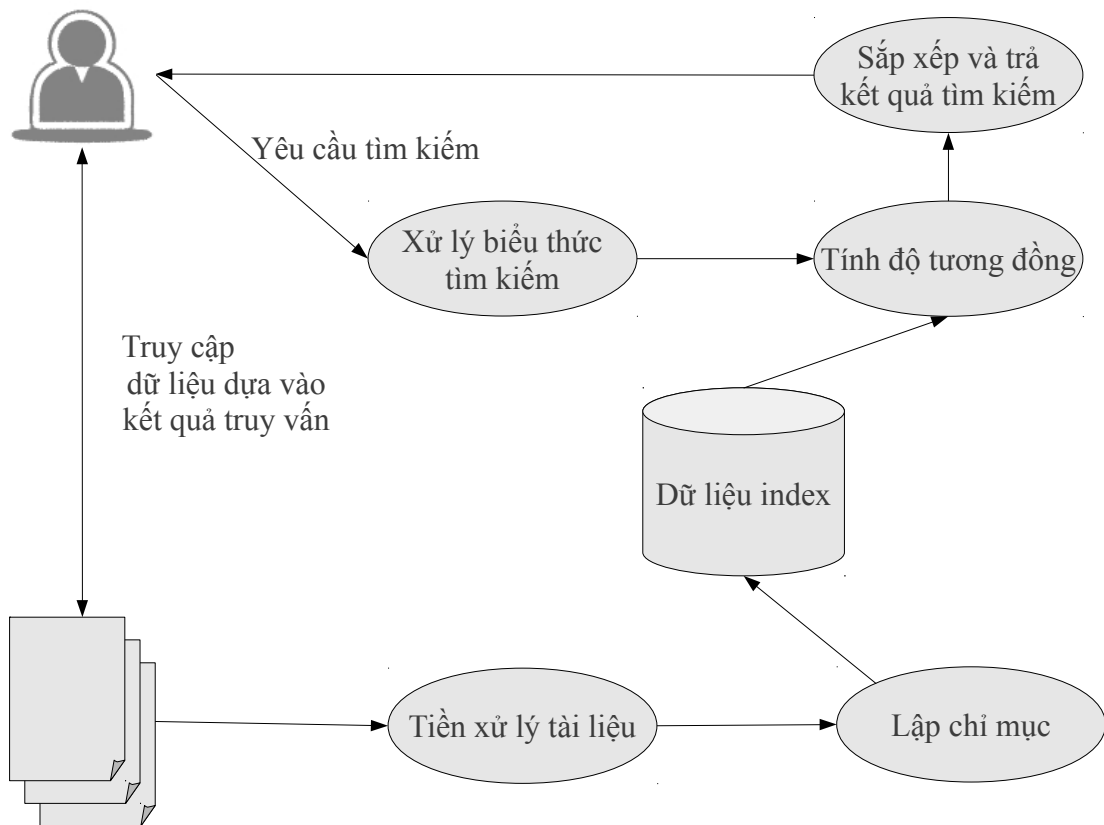 Sắp xếp và trả
kết quả tìm kiếm
Yêu cầu tìm kiếm
Xử lý biểu thức
tìm kiếm
Tính độ tương đồng
Truy cập
dữ liệu dựa vào
kết quả truy vấn
Dữ liệu index
Tiền xử lý tài liệu
Lập chỉ mục